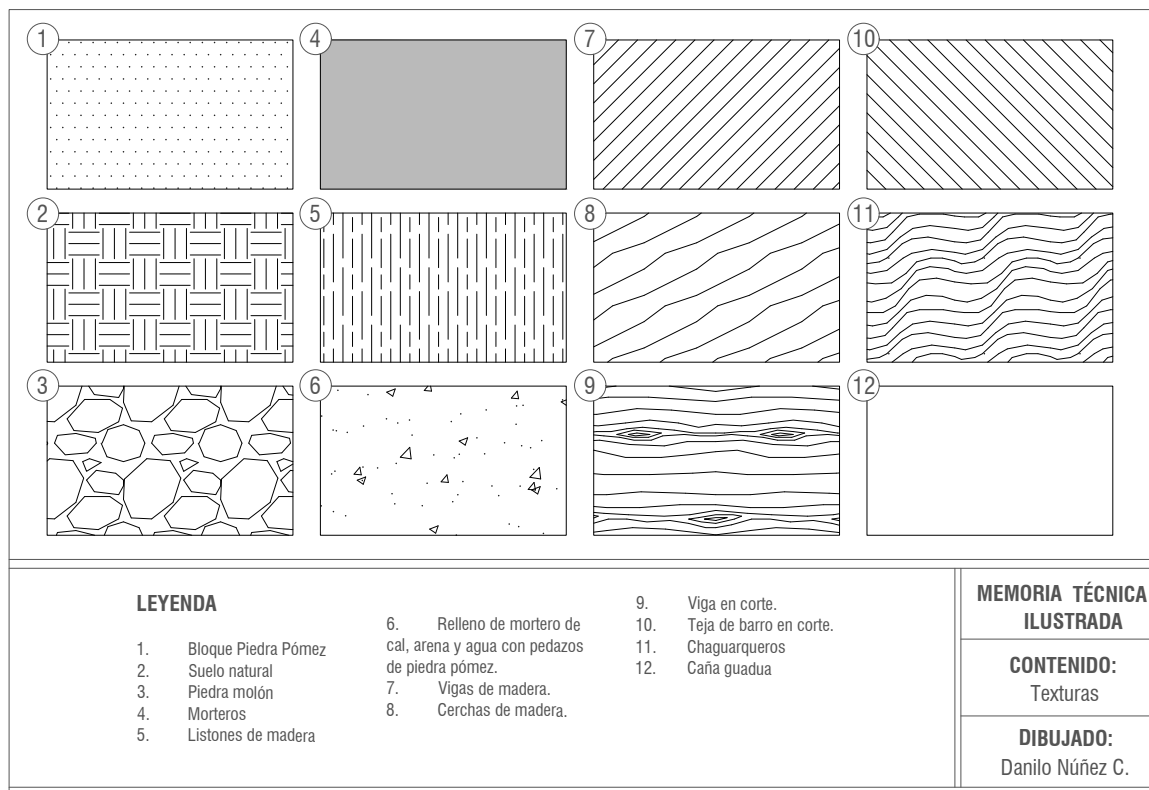 1
4
7
10
2
5
8
11
3
6
9
12
LEYENDA
1. Bloque Piedra Pómez
2. Suelo natural
3. Piedra molón
4. Morteros
5. Listones de madera
6. Relleno de mortero de
cal, arena y agua con pedazos
de piedra pómez.
7. Vigas de madera.
8. Cerchas de madera.
9. Viga en corte.
10. Teja de barro en corte.
11. Chaguarqueros
12. Caña guadua
MEMORIA TÉCNICA
ILUSTRADA
CONTENIDO:
Texturas
DIBUJADO:
Danilo Núñez C.